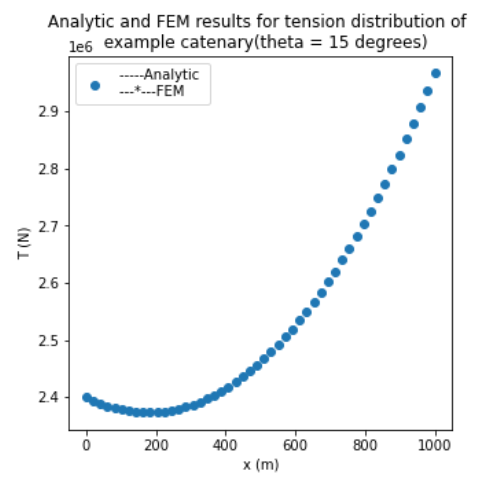 Analytic and FEM results for tension distribution of
example catenary(theta = 15 degrees)
1e6
-----Analytic
---*---FEM
2.9
2.8
2.7
2.6
2.5
2.4
T (N)
0 200 400 600 800 1000
x (m)